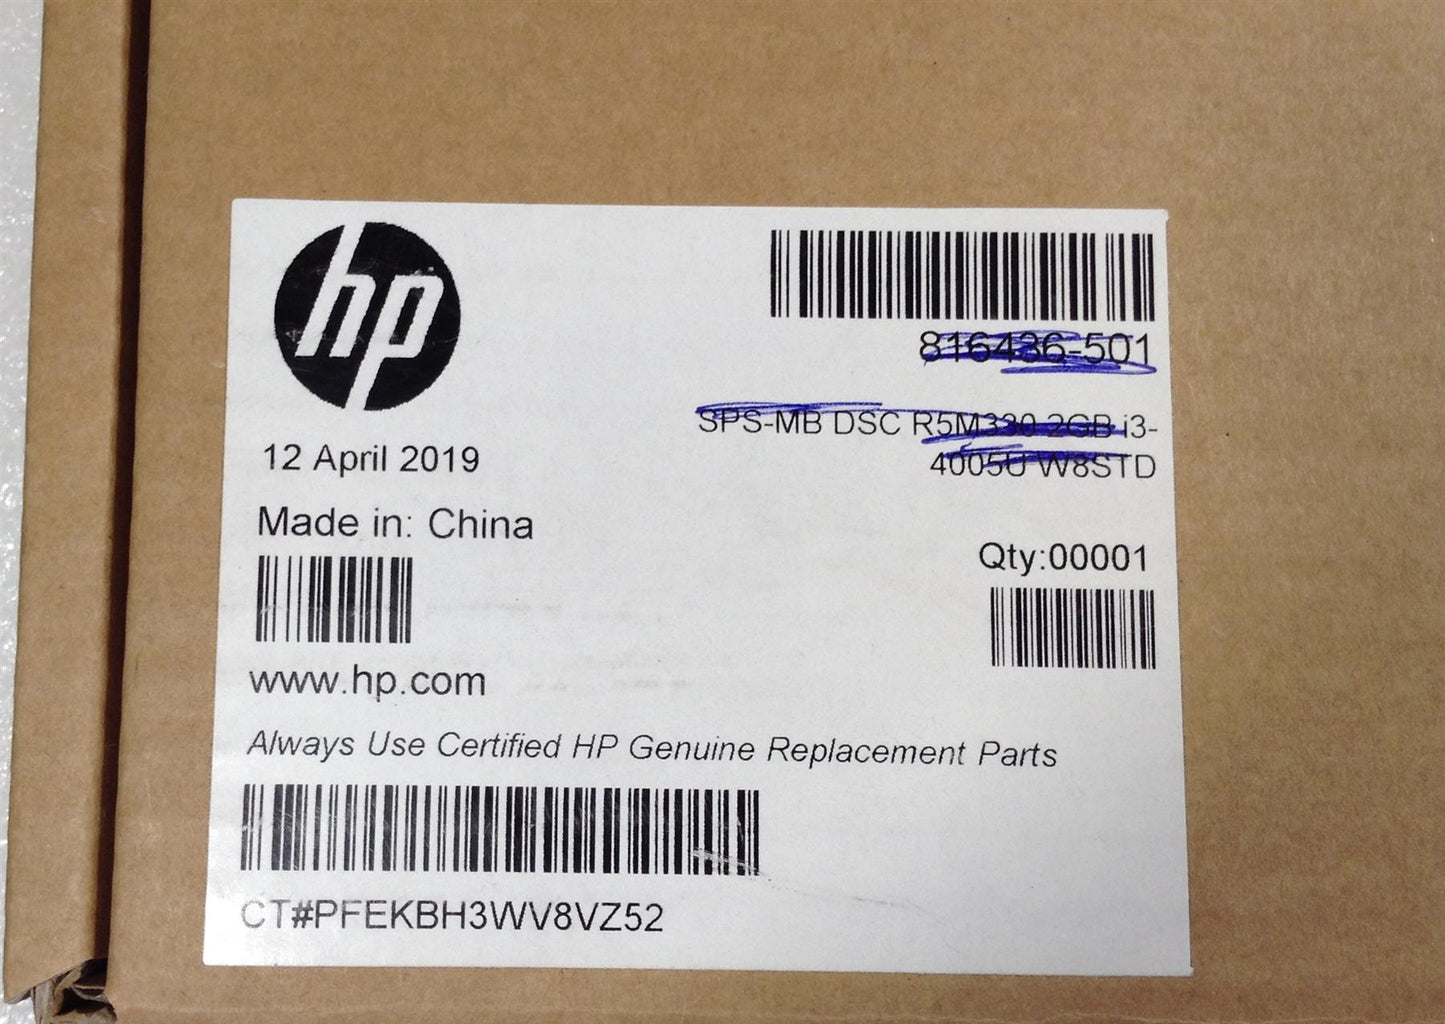 hp
816436-501
SPS-MB DSC R5M330 2GB i3-
4005U W8STD
12 April 2019
Made in: China
Qty:00001
www.hp.com
Always Use Certified HP Genuine Replacement Parts
CT#PFEKBH3WV8VZ52